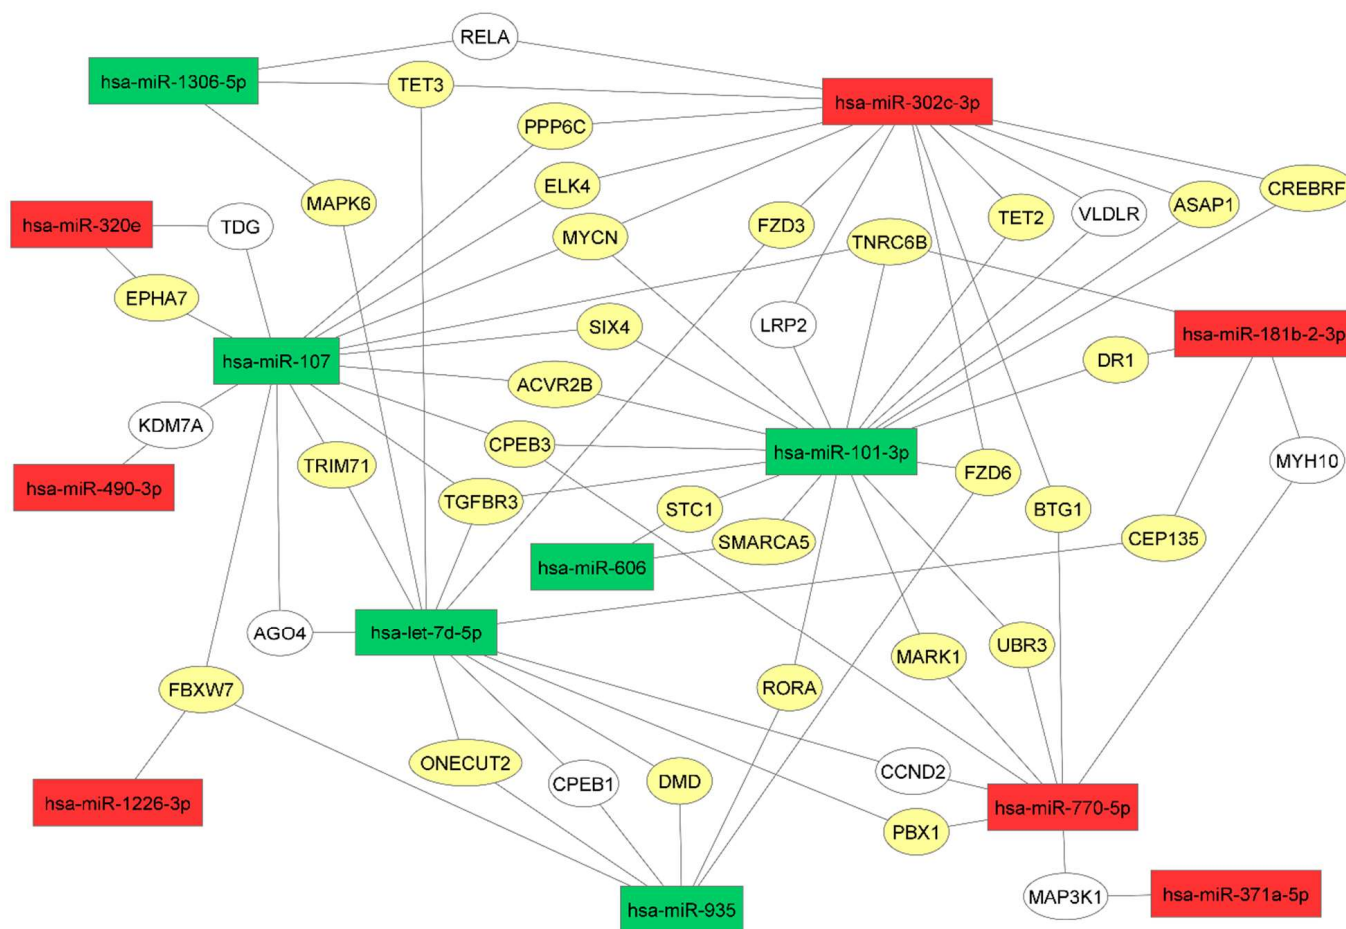 RELA
hsa-miR-1306-5p
TET3
hsa-miR-302c-3p
PPP6C
ELK4
MAPK6
CREBRF
ASAP1
TET2
VLDLR
hsa-miR-320e
TDG
FZD3
MYCN
TNRC6B
EPHA7
SIX4
LRP2
hsa-miR-181b-2-3p
hsa-miR-107
DR1
ACVR2B
KDM7A
CPEB3
hsa-miR-101-3p
MYH10
TRIM71
FZD6
hsa-miR-490-3p
TGFBR3
STC1
BTG1
SMARCA5
CEP135
hsa-miR-606
AGO4
hsa-let-7d-5p
UBR3
MARK1
FBXW7
RORA
ONECUT2
CCND2
CPEB1
DMD
hsa-miR-1226-3p
hsa-miR-770-5p
PBX1
MAP3K1
hsa-miR-371a-5p
hsa-miR-935